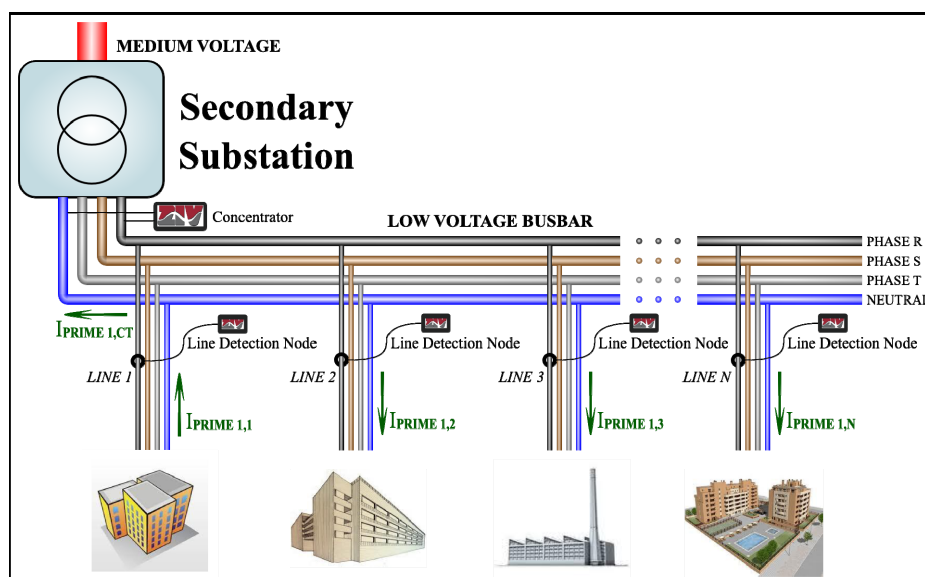 MEDIUM VOLTAGE
Secondary
Substation
Concentrator
LOW VOLTAGE BUSBAR
PHASE R
PHASE S
PHASE T
NEUTRAL
IPRIME 1,CT
Line Detection Node
Line Detection Node
Line Detection Node
Line Detection Node
LINE 1
LINE 2
LINE 3
LINE N
IPRIME 1,1
IPRIME 1,2
IPRIME 1,3
IPRIME 1,N